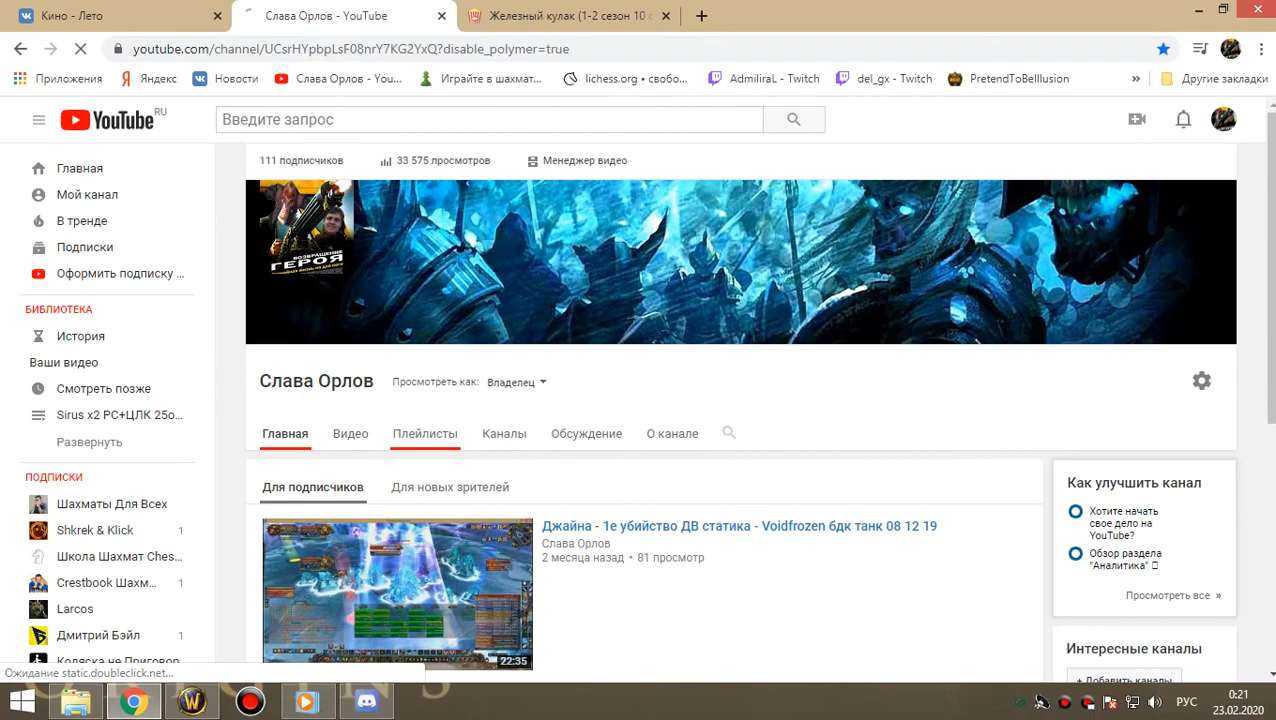 Кино - Лето
Слава Орлов - YouTube
Железный кулак (1-2 сезон 10 с
youtube.com/channel/UCsrHYpbpLsF08nrY7KG2YxQ?disable_polymer=true
Приложения
Яндекс
Новости
Слава Орлов - You...
Играйте в шахмат...
lichess.org • свобо...
AdmiraL - Twitch
del_gx - Twitch
PretendToBeIllusion
»
Другие закладки
YouTube RU
Введите запрос
111 подписчиков
33 575 просмотров
Менеджер видео
Главная
Мой канал
В тренде
Подписки
Оформить подписку ...
БИБЛИОТЕКА
История
Ваши видео
Смотреть позже
Sirus x2 РС+ЦЛК 25о...
Развернуть
ПОДПИСКИ
Шахматы Для Всех
Shkrek & Klick 1
Школа Шахмат Ches...
Crestbook Шахм... 1
Larcos
Дмитрий Бэйл 1
Коляска не Приговор
ВОЗВРАЩЕНИЕ
ГЕРОЯ
Слава Орлов
Просмотреть как: Владелец
Главная
Видео
Плейлисты
Каналы
Обсуждение
О канале
Для подписчиков
Для новых зрителей
Джайна - 1е убийство ДВ статика - Voidfrozen бдк танк 08 12 19
Слава Орлов
2 месяца назад • 81 просмотр
22:35
Как улучшить канал
Хотите начать
свое дело на
YouTube?
Обзор раздела
"Аналитика"
Просмотреть все »
Интересные каналы
+ Добавить каналы
Ожидание static.doubleclick.net...
РУС
0:21
23.02.2020